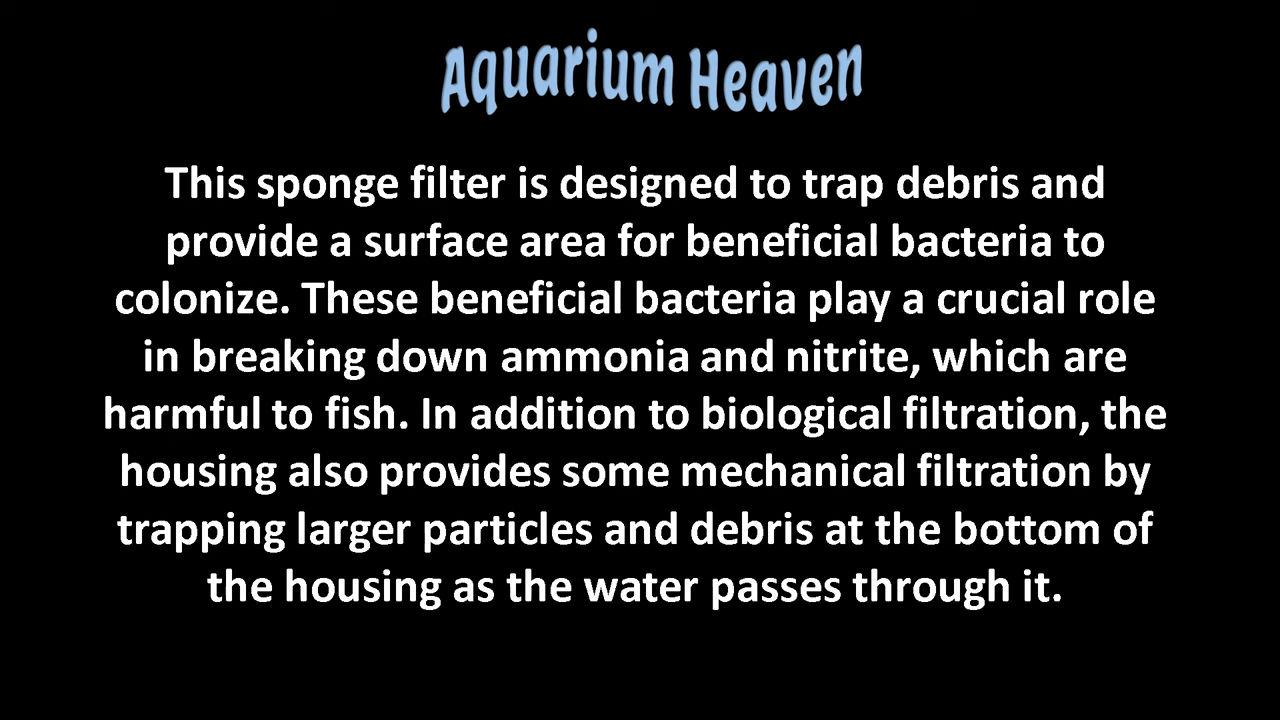 Aquarium Heaven
This sponge filter is designed to trap debris and
provide a surface area for beneficial bacteria to
colonize. These beneficial bacteria play a crucial role
in breaking down ammonia and nitrite, which are
harmful to fish. In addition to biological filtration, the
housing also provides some mechanical filtration by
trapping larger particles and debris at the bottom of
the housing as the water passes through it.